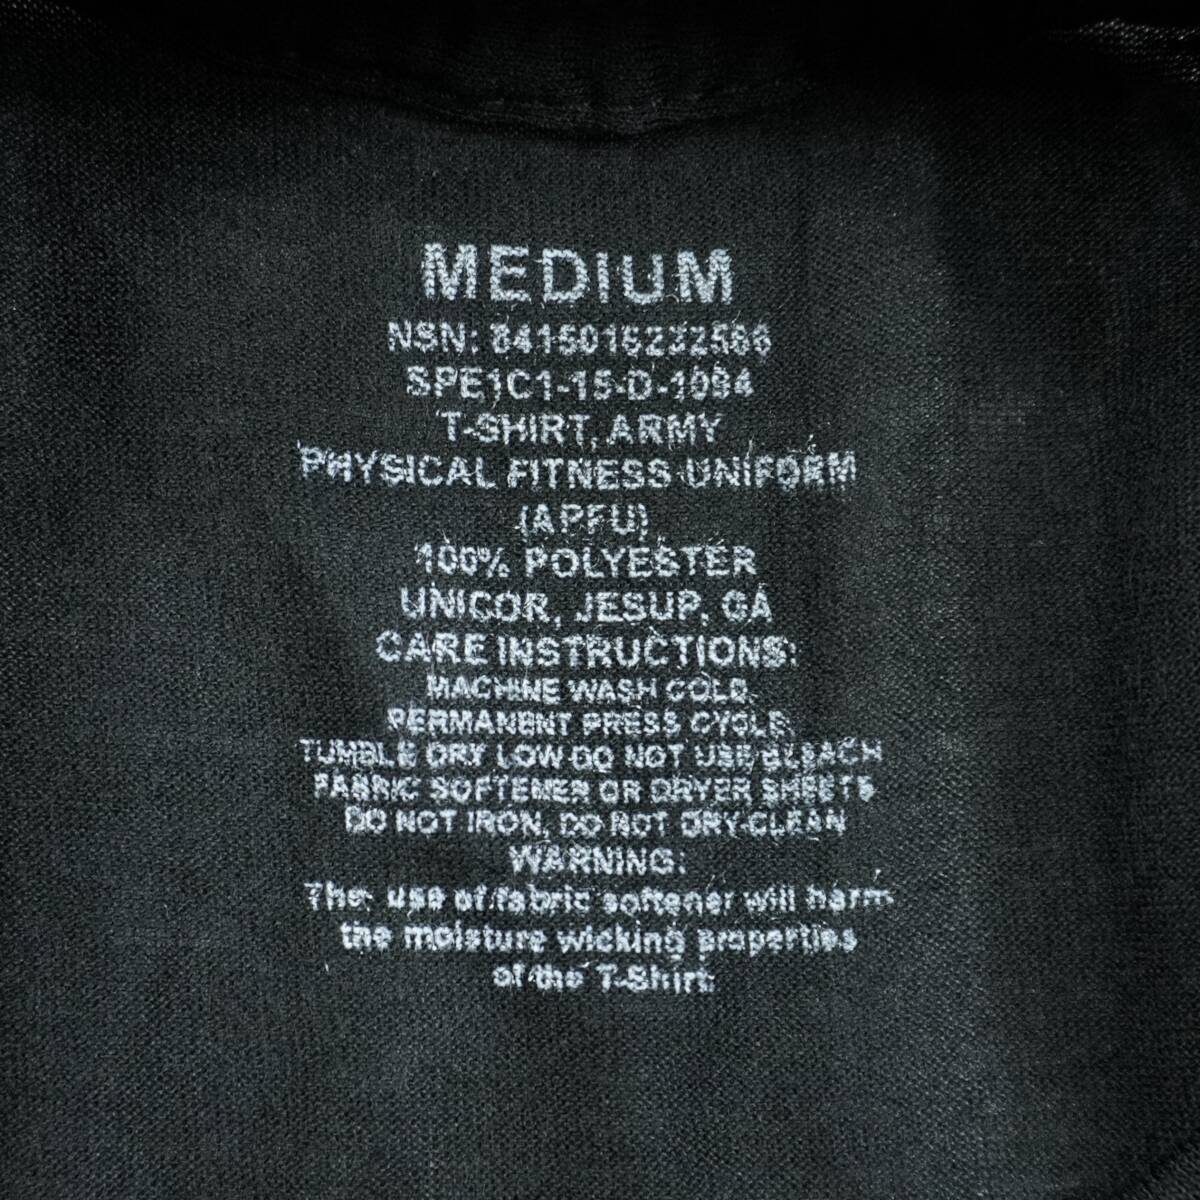 MEDIUM
NSN: 8415016232586
SPE1C1-15-D-1094
T-SHIRT, ARMY
PHYSICAL FITNESS UNIFORM
(APFU)
100% POLYESTER
UNICOR, JESUP, GA
CARE INSTRUCTIONS:
MACHINE WASH COLD,
PERMANENT PRESS CYCLE,
TUMBLE DRY LOW DO NOT USE BLEACH
FABRIC SOFTENER OR DRYER SHEETS
DO NOT IRON, DO NOT DRY-CLEAN
WARNING:
The use of fabric softener will harm
the moisture wicking properties
of the T-Shirt.